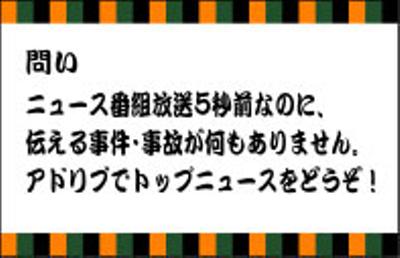 問い
ニュース番組放送5秒前なのに、
伝える事件・事故が何もありません。
アドリブでトップニュースをどうぞ！